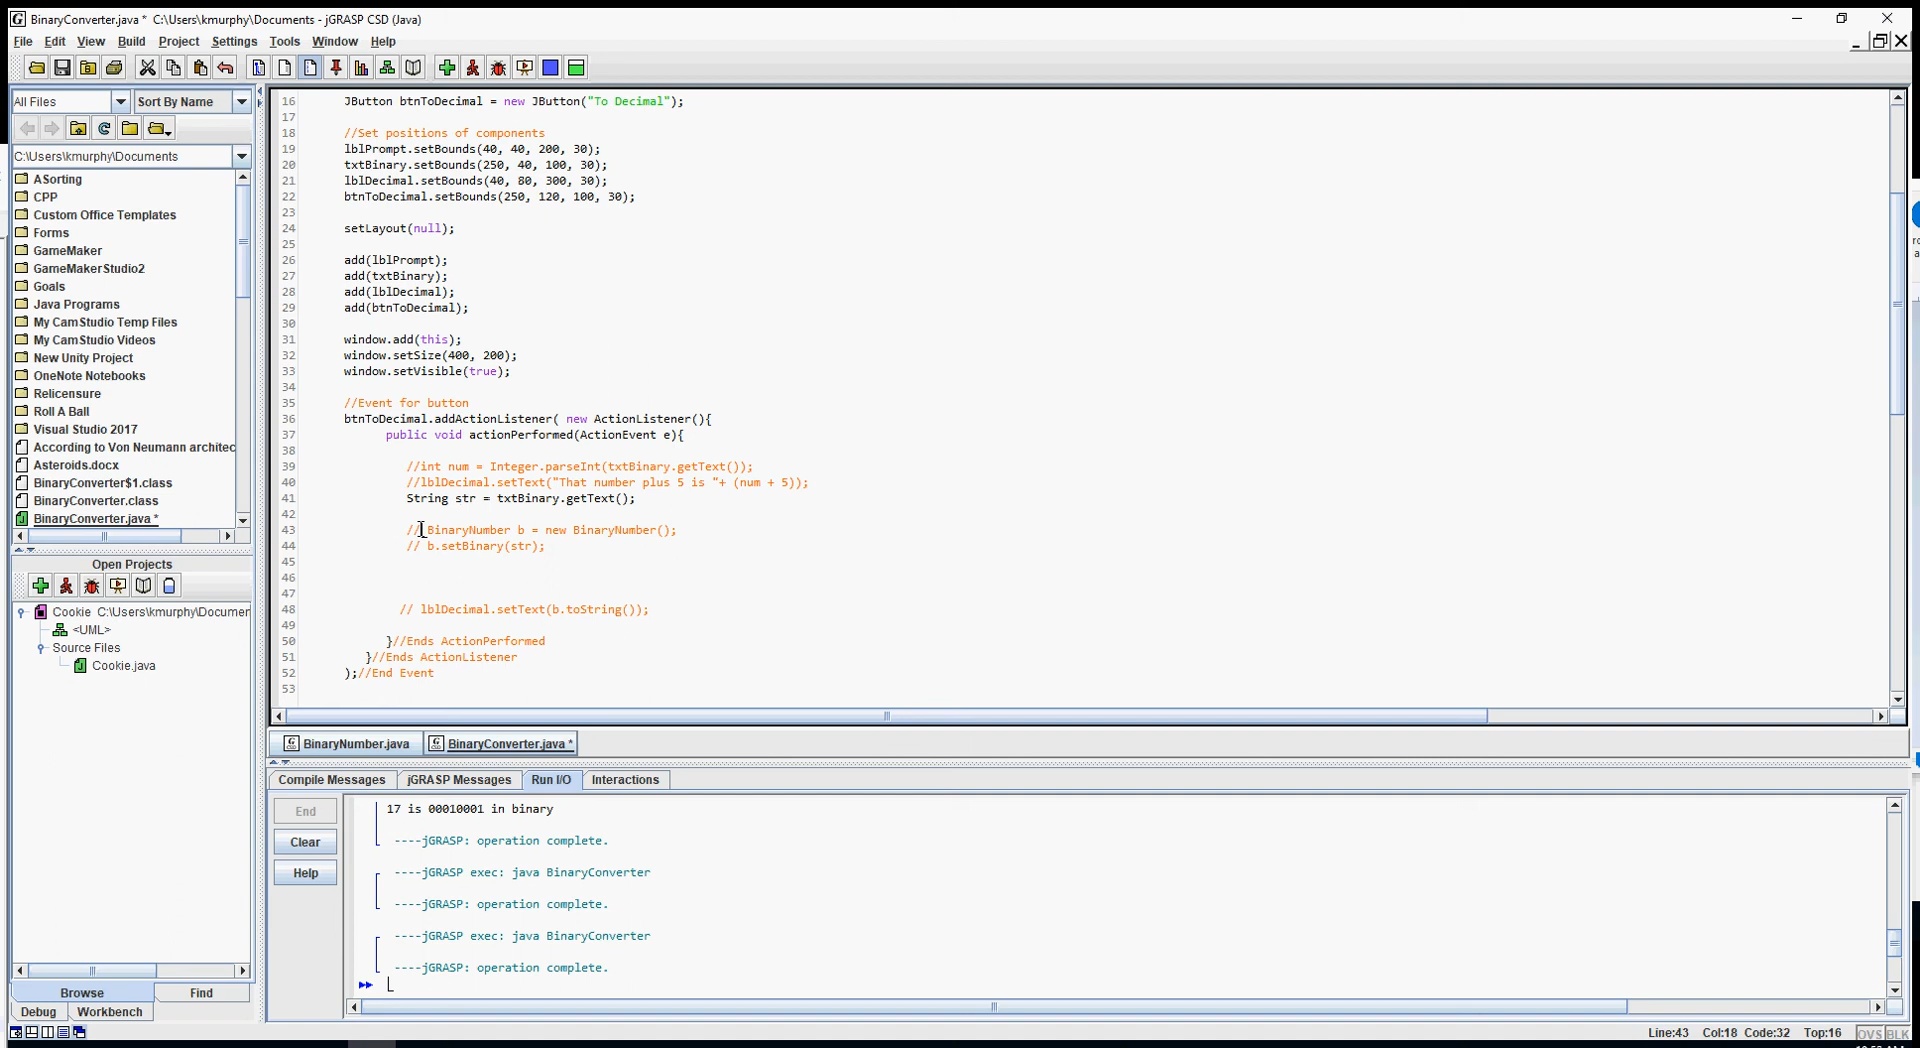 BinaryConverter.java * C:\Users\kmurphy\Documents - jGRASP CSD (Java)
File Edit View Build Project Settings Tools Window Help
All Files Sort By Name
C:\Users\kmurphy\Documents
ASorting
CPP
Custom Office Templates
Forms
GameMaker
GameMakerStudio2
Goals
Java Programs
My CamStudio Temp Files
My CamStudio Videos
New Unity Project
OneNote Notebooks
Relicensure
Roll A Ball
Visual Studio 2017
According to Von Neumann architec
Asteroids.docx
BinaryConverter$1.class
BinaryConverter.class
BinaryConverter.java *
Open Projects
Cookie C:\Users\kmurphy\Documer
<UML>
Source Files
Cookie.java
Browse Find
Debug Workbench
16 JButton btnToDecimal = new JButton("To Decimal");
17
18 //Set positions of components
19 lblPrompt.setBounds(40, 40, 200, 30);
20 txtBinary.setBounds(250, 40, 100, 30);
21 lblDecimal.setBounds(40, 80, 300, 30);
22 btnToDecimal.setBounds(250, 120, 100, 30);
23
24 setLayout(null);
25
26 add(lblPrompt);
27 add(txtBinary);
28 add(lblDecimal);
29 add(btnToDecimal);
30
31 window.add(this);
32 window.setSize(400, 200);
33 window.setVisible(true);
34
35 //Event for button
36 btnToDecimal.addActionListener( new ActionListener(){
37 public void actionPerformed(ActionEvent e){
38
39 //int num = Integer.parseInt(txtBinary.getText());
40 //lblDecimal.setText("That number plus 5 is "+ (num + 5));
41 String str = txtBinary.getText();
42
43 // BinaryNumber b = new BinaryNumber();
44 // b.setBinary(str);
45
46
47
48 // lblDecimal.setText(b.toString());
49
50 }//Ends ActionPerformed
51 }//Ends ActionListener
52 );//End Event
53
BinaryNumber.java BinaryConverter.java *
Compile Messages jGRASP Messages Run I/O Interactions
End
Clear
Help
17 is 00010001 in binary
----jGRASP: operation complete.
----jGRASP exec: java BinaryConverter
----jGRASP: operation complete.
----jGRASP exec: java BinaryConverter
----jGRASP: operation complete.
Line:43 Col:18 Code:32 Top:16 OVS BLK